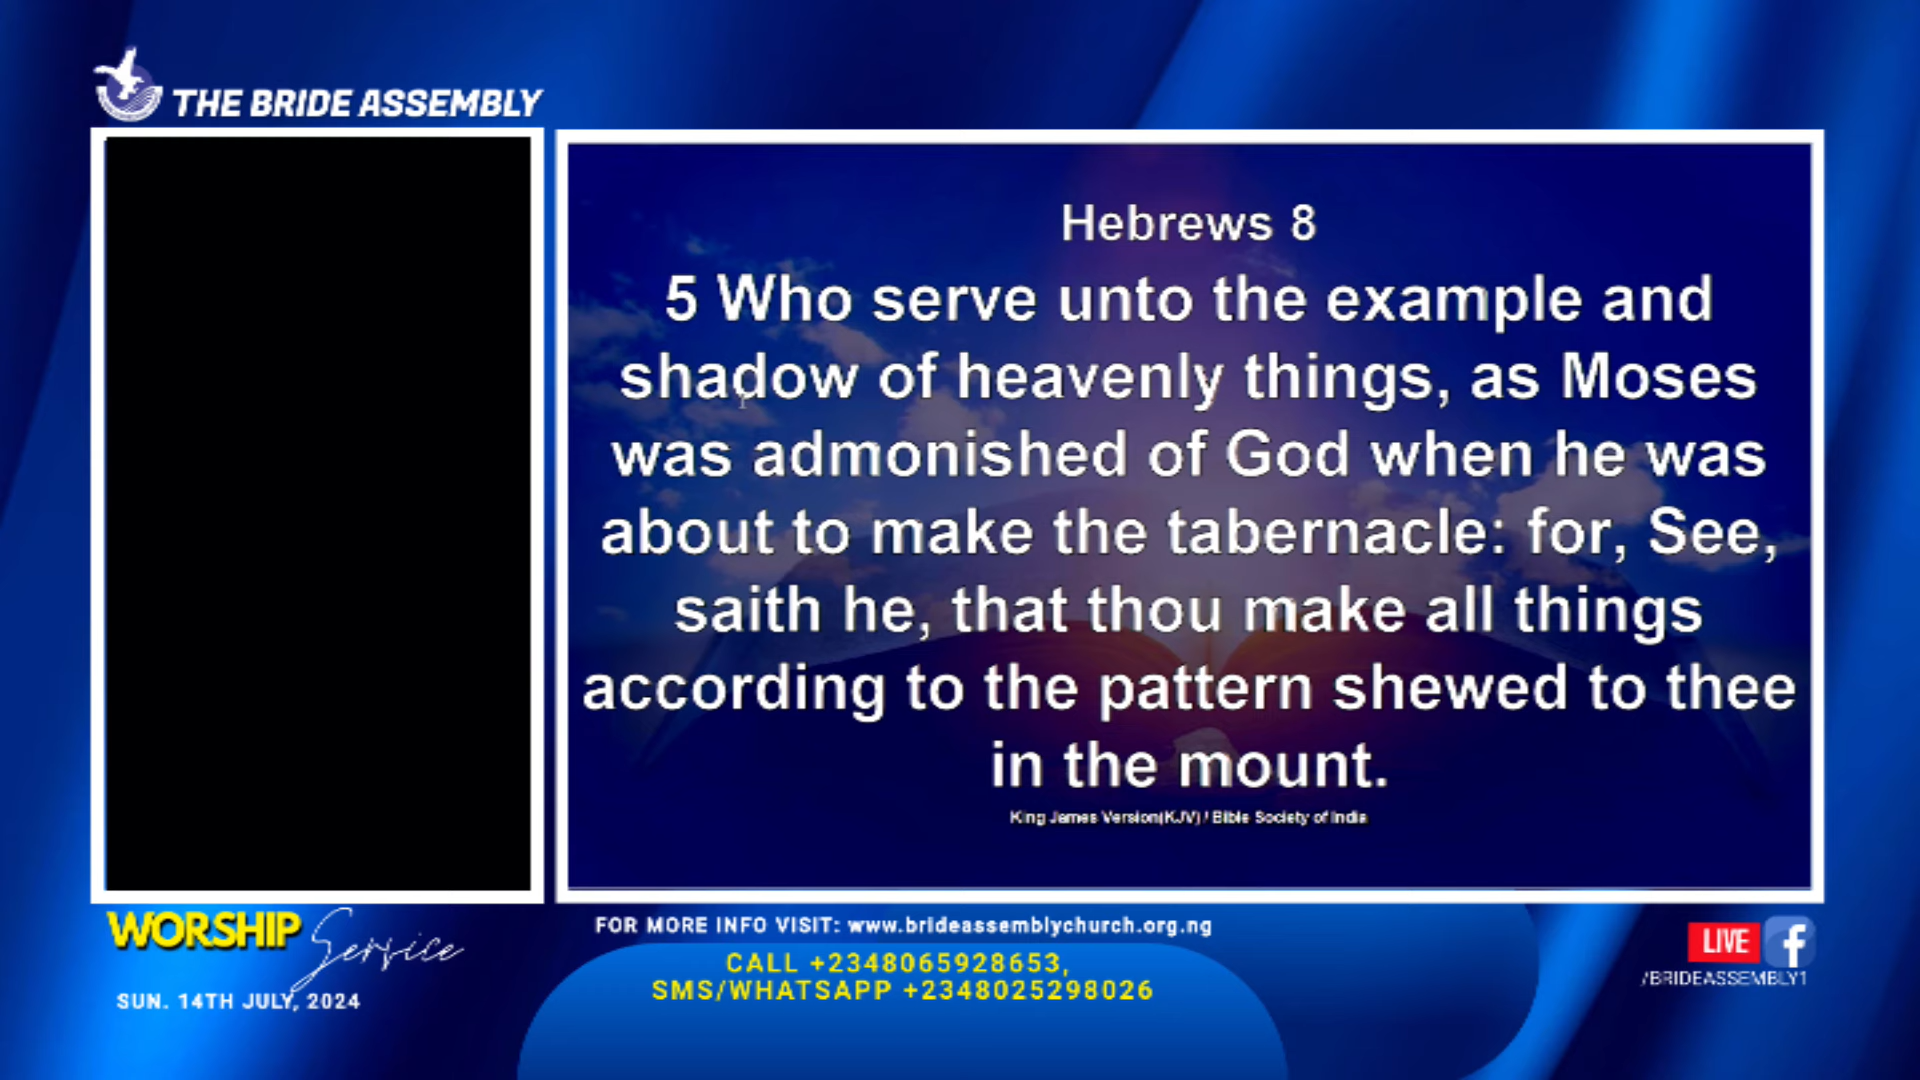 THE BRIDE ASSEMBLY
Hebrews 8
5 Who serve unto the example and
shadow of heavenly things, as Moses
was admonished of God when he was
about to make the tabernacle: for, See,
saith he, that thou make all things
according to the pattern shewed to thee
in the mount.
King James Version(KJV) / Bible Society of India
WORSHIP Service
SUN. 14TH JULY, 2024
FOR MORE INFO VISIT: www.brideassemblychurch.org.ng
CALL +2348065928653,
SMS/WHATSAPP +2348025298026
LIVE f
/BRIDEASSEMBLY1